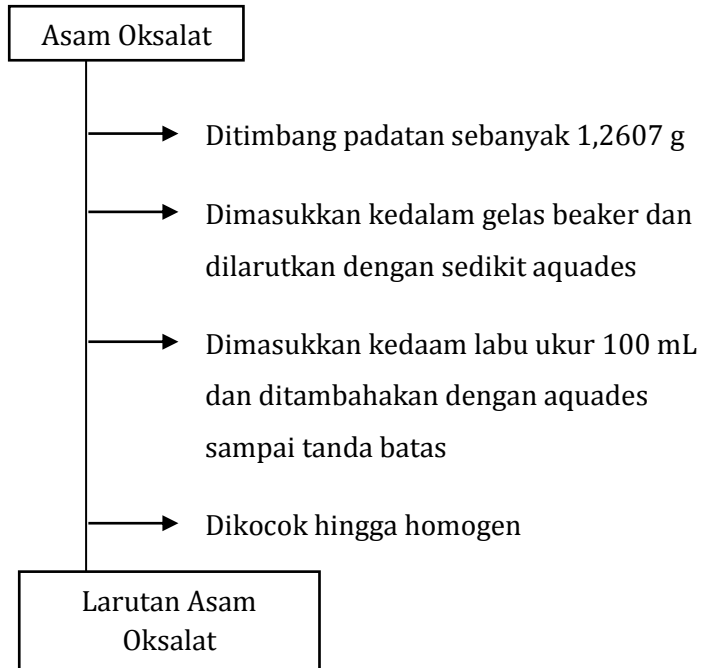 Asam Oksalat
Ditimbang padatan sebanyak 1,2607 g
Dimasukkan kedalam gelas beaker dan
dilarutkan dengan sedikit aquades
Dimasukkan kedaam labu ukur 100 mL
dan ditambahakan dengan aquades
sampai tanda batas
Dikocok hingga homogen
Larutan Asam
Oksalat